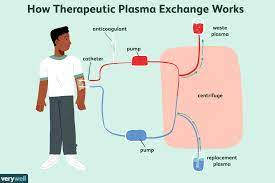 How Therapeutic Plasma Exchange Works
anticoagulant
waste
plasma
catheter
pump
centrifuge
pump
replacement
plasma
verywell